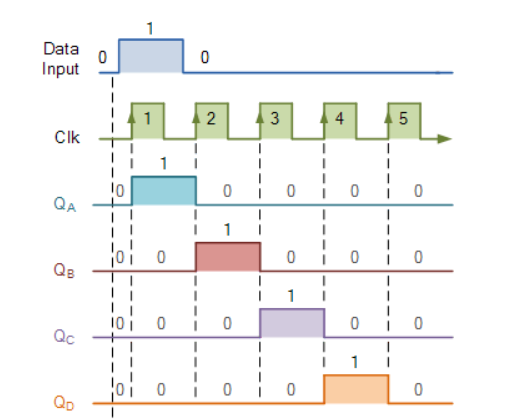 1
Data Input 0 0
Clk 1 2 3 4 5
1
QA 0 0 0 0 0
1
QB 0 0 0 0 0
1
QC 0 0 0 0 0
1
QD 0 0 0 0 0